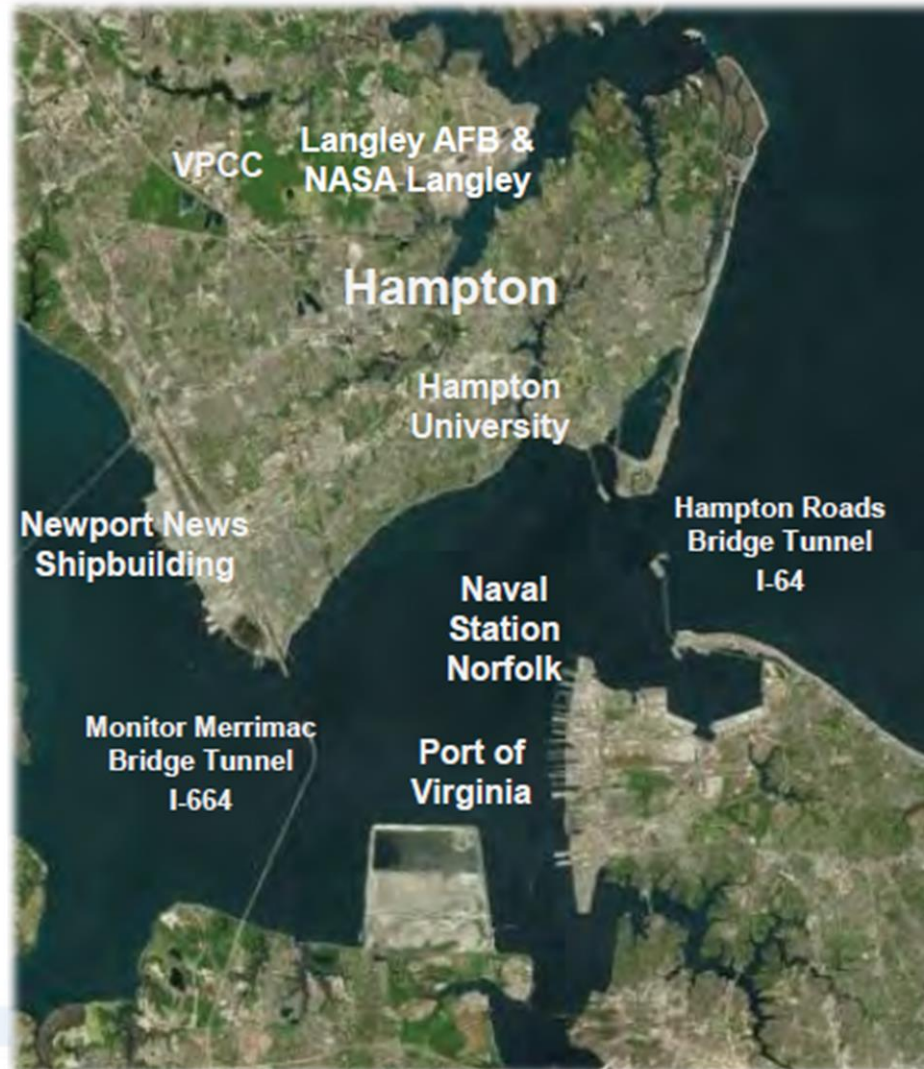 VPCC
Langley AFB &
NASA Langley
Hampton
Hampton
University
Newport News
Shipbuilding
Hampton Roads
Bridge Tunnel
I-64
Naval
Station
Norfolk
Monitor Merrimac
Bridge Tunnel
I-664
Port of
Virginia